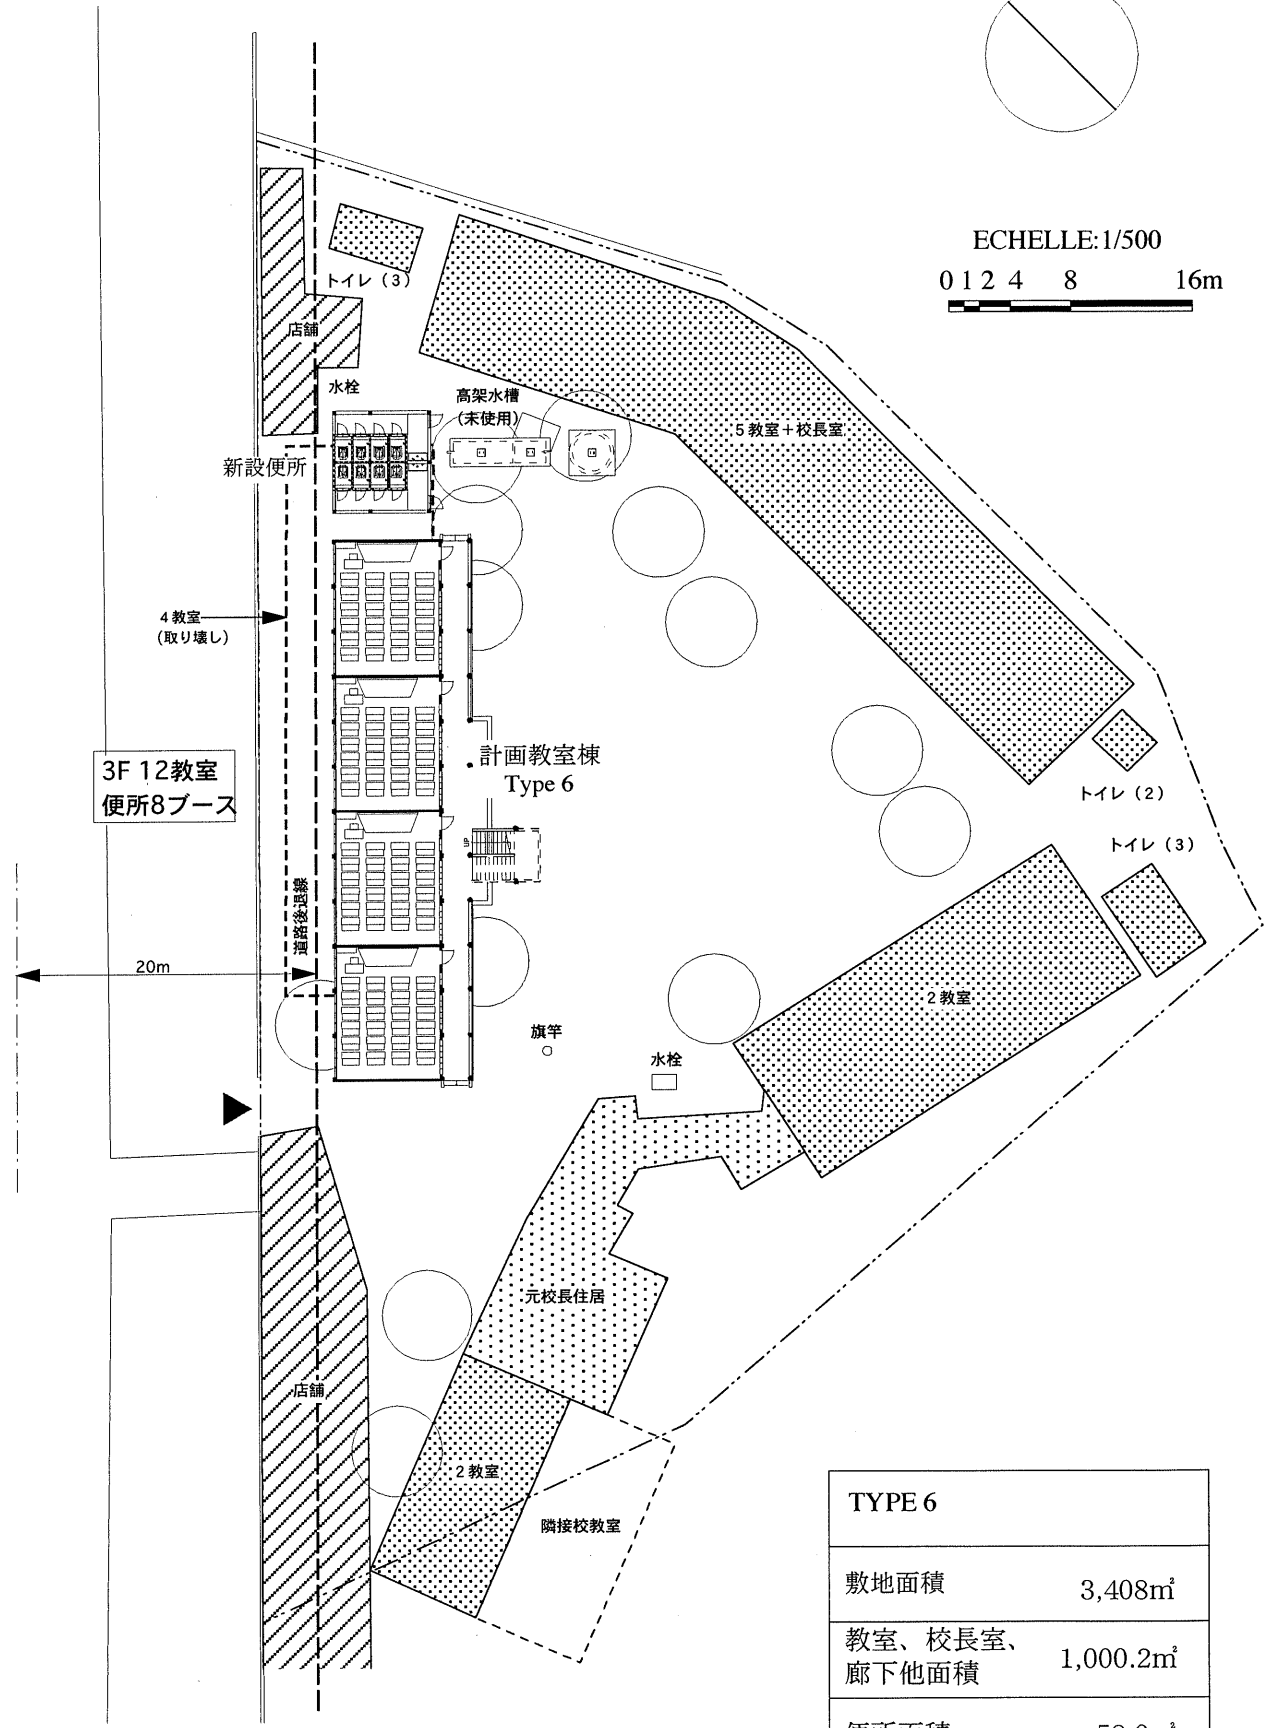 ECHELLE:1/500
0 1 2 4 8 16m
トイレ（3）
店舗
水栓
高架水槽
(未使用)
5教室＋校長室
新設便所
4教室
(取り壊し)
計画教室棟
Type 6
3F 12教室
便所8ブース
トイレ（2）
トイレ（3）
UP
道路後退線
20m
2教室
旗竿
水栓
元校長住居
店舗
2教室
隣接校教室
TYPE 6
敷地面積 3,408㎡
教室、校長室、
廊下他面積 1,000.2㎡